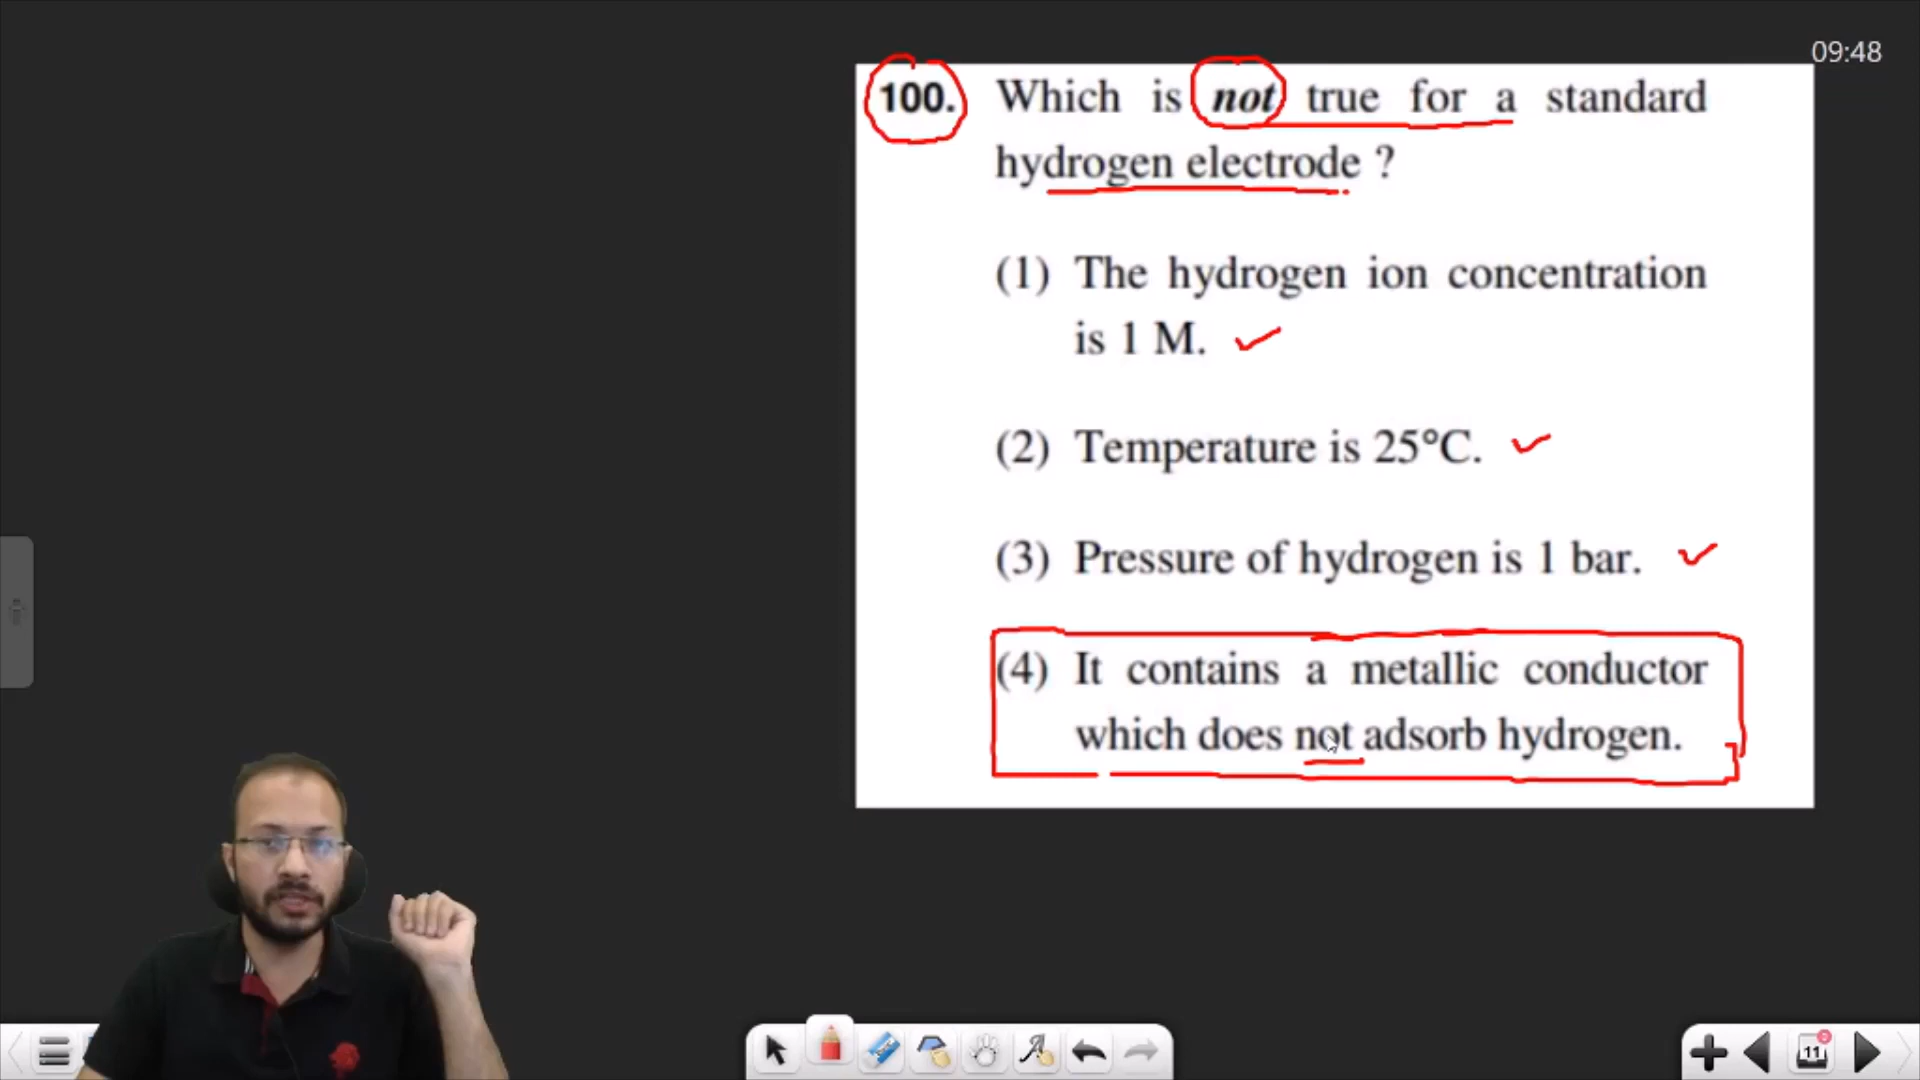 09:48
100. Which is not true for a standard
hydrogen electrode ?
(1) The hydrogen ion concentration
is 1 M.
(2) Temperature is 25°C.
(3) Pressure of hydrogen is 1 bar.
(4) It contains a metallic conductor
which does not adsorb hydrogen.
11